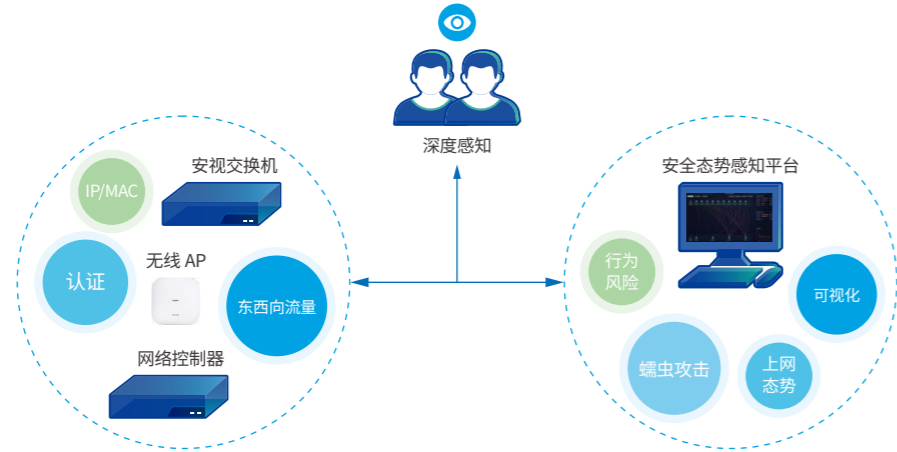 深度感知
安视交换机
IP/MAC
无线 AP
认证
东西向流量
网络控制器
安全态势感知平台
行为
风险
可视化
蠕虫攻击
上网
态势